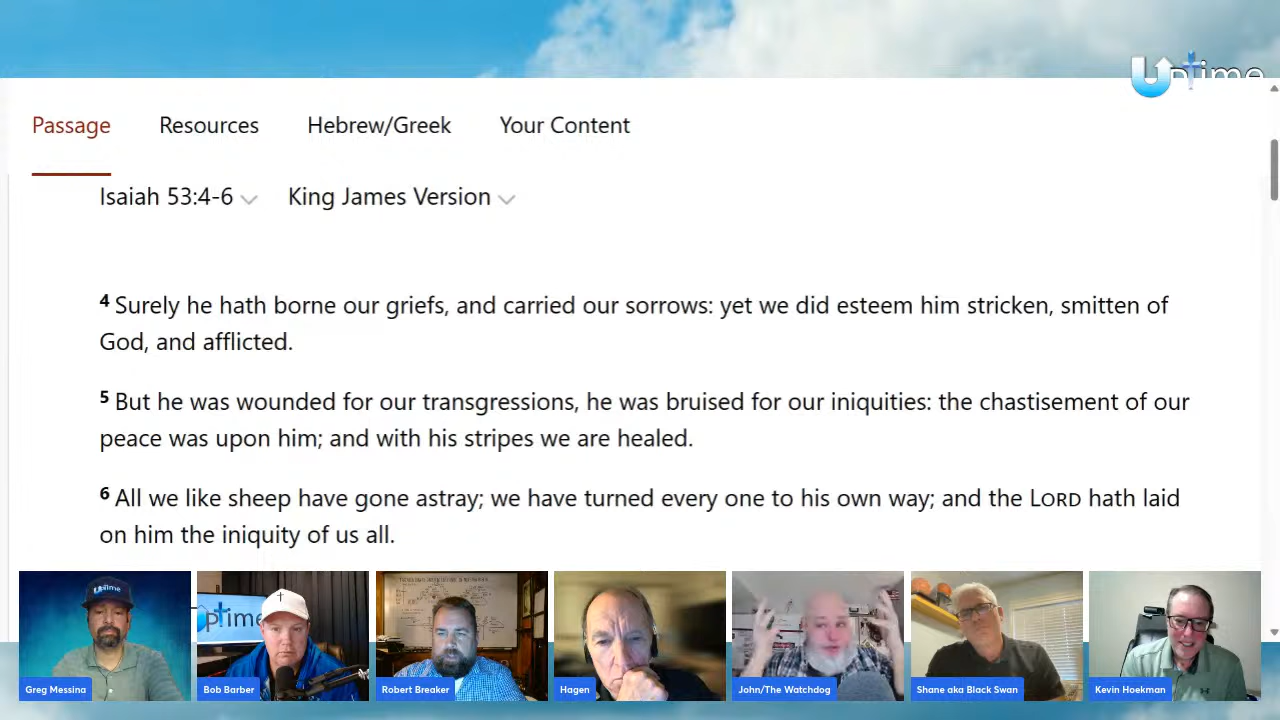 Uptime
Passage Resources Hebrew/Greek Your Content
Isaiah 53:4-6 King James Version
4 Surely he hath borne our griefs, and carried our sorrows: yet we did esteem him stricken, smitten of
God, and afflicted.
5 But he was wounded for our transgressions, he was bruised for our iniquities: the chastisement of our
peace was upon him; and with his stripes we are healed.
6 All we like sheep have gone astray; we have turned every one to his own way; and the LORD hath laid
on him the iniquity of us all.
Uptime
ptime
Greg Messina
Bob Barber
Robert Breaker
Hagen
John/The Watchdog
Shane aka Black Swan
Kevin Hoekman